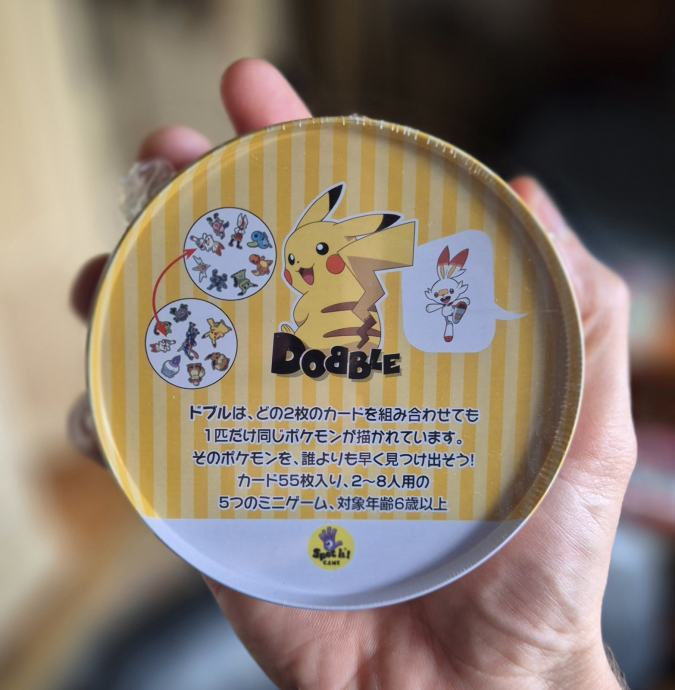 DOBBLE
ドブルは、どの2枚のカードを組み合わせても
1匹だけ同じポケモンが描かれています。
そのポケモンを、誰よりも早く見つけ出そう!
カード55枚入り、2〜8人用の
5つのミニゲーム、対象年齢6歳以上
Spot it!
GAME